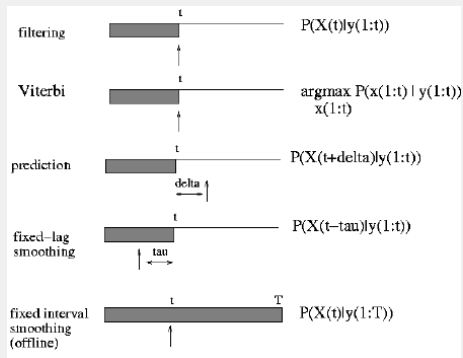 t
filtering P(X(t)|y(1:t))
t
Viterbi argmax P(x(1:t) | y(1:t))
x(1:t)
t
prediction P(X(t+delta)|y(1:t))
delta
t
fixed-lag smoothing P(X(t-tau)|y(1:t))
tau
t T
fixed interval smoothing (offline) P(X(t)|y(1:T))